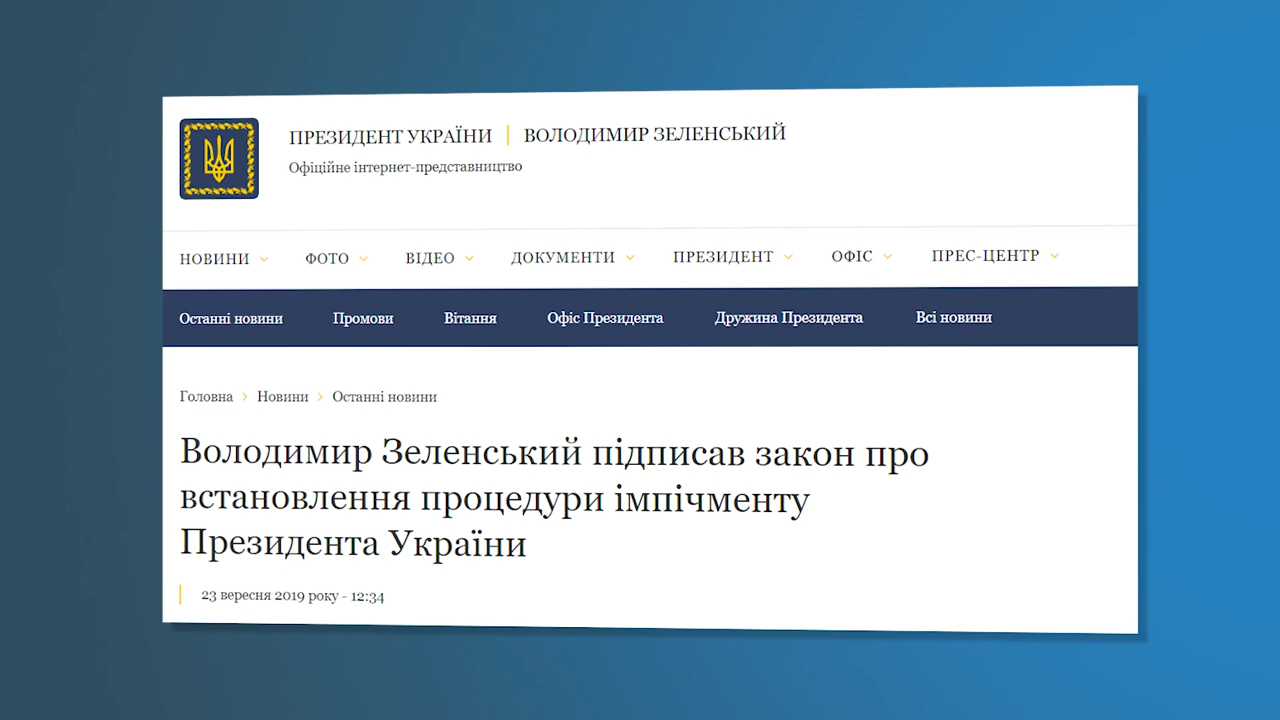 ПРЕЗИДЕНТ УКРАЇНИ | ВОЛОДИМИР ЗЕЛЕНСЬКИЙ
Офіційне інтернет-представництво
НОВИНИ ФОТО ВІДЕО ДОКУМЕНТИ ПРЕЗИДЕНТ ОФІС ПРЕС-ЦЕНТР
Останні новини Промови Вітання Офіс Президента Дружина Президента Всі новини
Головна > Новини > Останні новини
Володимир Зеленський підписав закон про
встановлення процедури імпічменту
Президента України
23 вересня 2019 року - 12:34